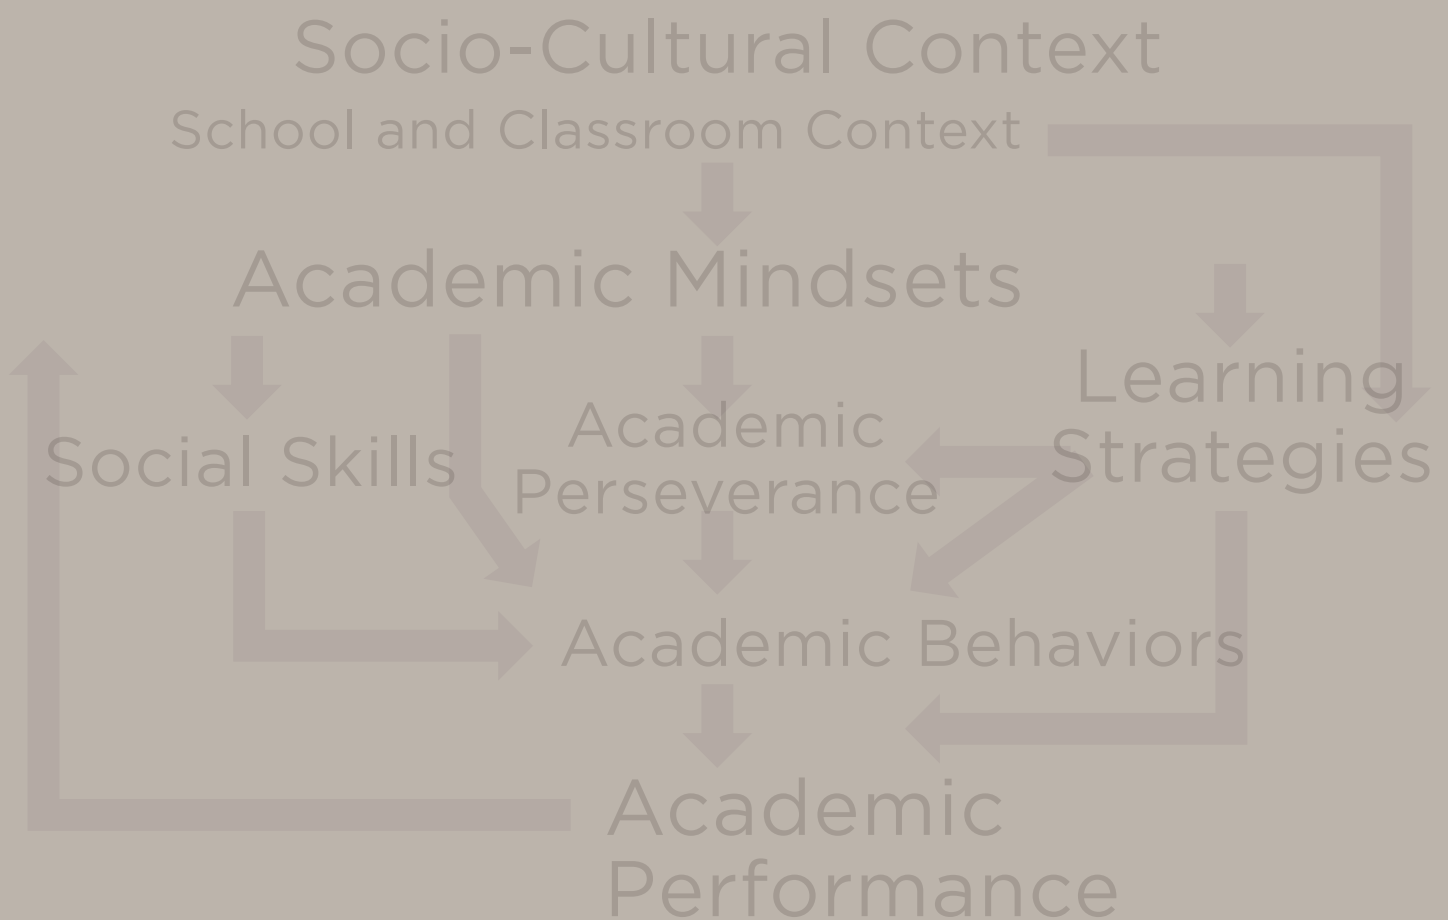 Socio-Cultural Context
School and Classroom Context
Academic Mindsets
Learning
Strategies
Social Skills
Academic
Perseverance
Academic Behaviors
Academic
Performance